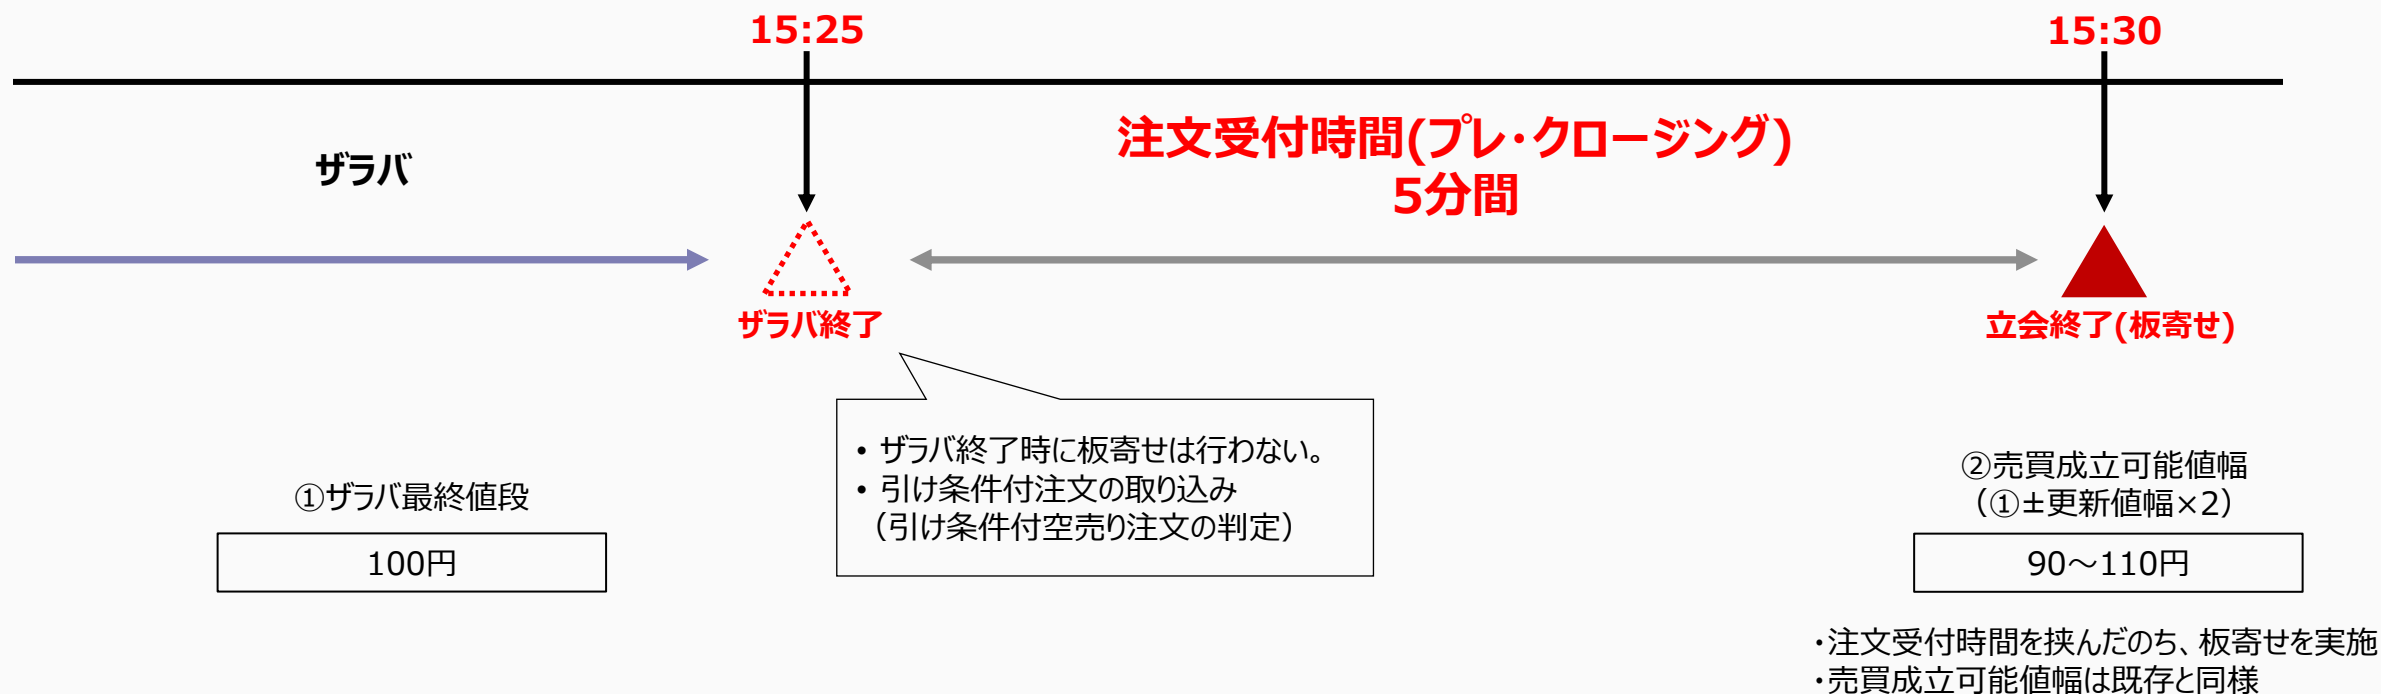 15:25
15:30
ザラバ
注文受付時間(プレ・クロージング)
5分間
ザラバ終了
立会終了(板寄せ)
• ザラバ終了時に板寄せは行わない。
• 引け条件付注文の取り込み
（引け条件付空売り注文の判定）
①ザラバ最終値段
100円
②売買成立可能値幅
（①±更新値幅×2）
90～110円
・注文受付時間を挟んだのち、板寄せを実施
・売買成立可能値幅は既存と同様